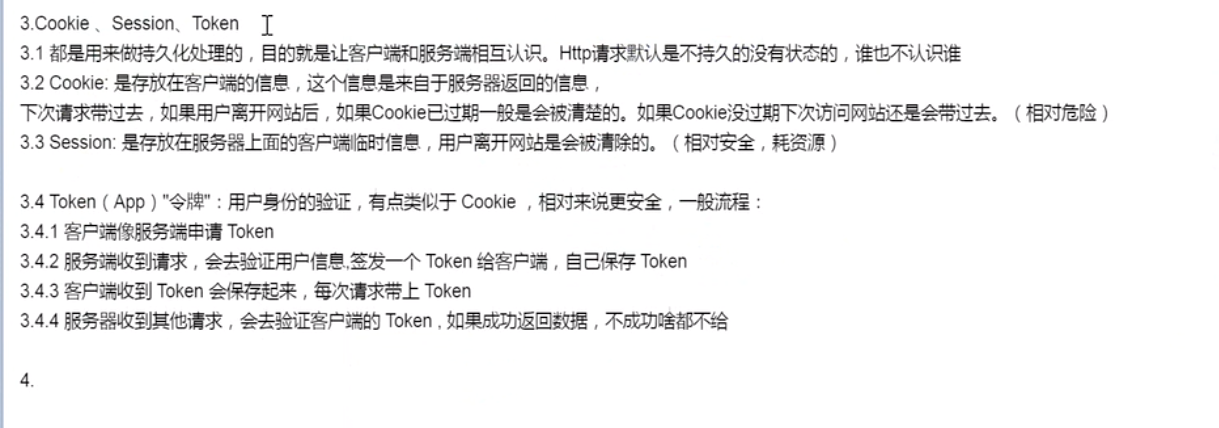 3.Cookie 、Session、Token
3.1 都是用来做持久化处理的，目的就是让客户端和服务端相互认识。Http请求默认是不持久的没有状态的，谁也不认识谁
3.2 Cookie: 是存放在客户端的信息，这个信息是来自于服务器返回的信息，
下次请求带过去，如果用户离开网站后，如果Cookie已过期一般是会被清楚的。如果Cookie没过期下次访问网站还是会带过去。（相对危险）
3.3 Session: 是存放在服务器上面的客户端临时信息，用户离开网站是会被清除的。（相对安全，耗资源）
3.4 Token（App）"令牌"：用户身份的验证，有点类似于 Cookie ，相对来说更安全，一般流程：
3.4.1 客户端像服务端申请 Token
3.4.2 服务端收到请求，会去验证用户信息,签发一个 Token 给客户端，自己保存 Token
3.4.3 客户端收到 Token 会保存起来，每次请求带上 Token
3.4.4 服务器收到其他请求，会去验证客户端的 Token , 如果成功返回数据，不成功啥都不给
4.